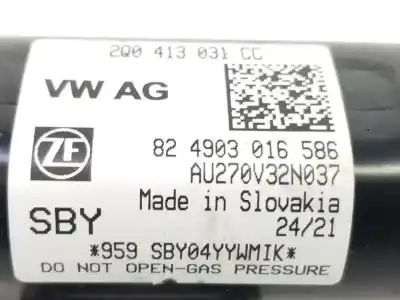 2Q0 413 031 CC
VW AG
ZF
82 4903 016 586
AU270V32N037
Made in Slovakia
SBY
24/21
*959 SBY04YYWMIK*
DO NOT OPEN-GAS PRESSURE